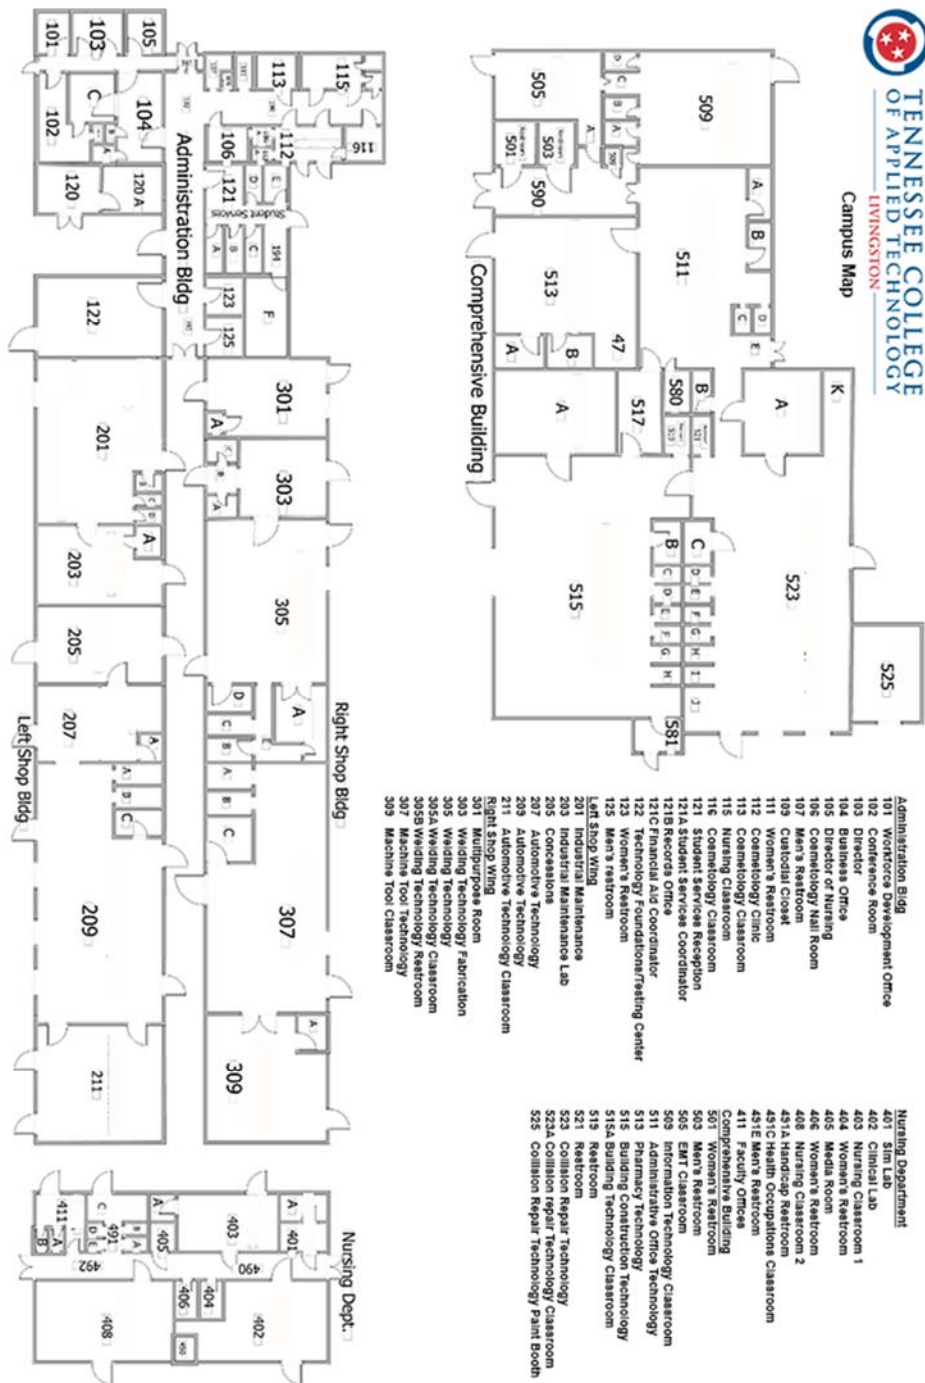 TENNESSEE COLLEGE
OF APPLIED TECHNOLOGY
LIVINGSTON
Campus Map
505
D
C
B
A
509
501
503
A
590
A
B
511
C
D
E
513
47
A
B
A
517
580
B
A
K
515
B
C
D
E
F
G
H
C
D
E
F
G
H
I
J
523
525
581
Comprehensive Building
101
103
105
102
C
104
B
A
120
120 A
Administration Bldg
113
115
106
112
116
121
D
E
Student Services
A
B
C
194
122
123
125
F
201
B
C
D
A
203
205
207
A
A
B
C
209
211
Left Shop Bldg
301
A
303
C
B
A
305
D
C
B
A
A
B
C
307
309
A
Right Shop Bldg
411
A
B
C
491
D
E
B
A
A
405
403
A
401
492
490
408
406
404
402
450
Nursing Dept.
Administration Bldg
101 Workforce Development Office
102 Conference Room
103 Director
104 Business Office
105 Director of Nursing
106 Cosmetology Nail Room
107 Men's Restroom
109 Custodial Closet
111 Women's Restroom
112 Cosmetology Clinic
113 Cosmetology Classroom
115 Nursing Classroom
116 Cosmetology Classroom
121 Student Services Reception
121A Student Services Coordinator
121B Records Office
121C Financial Aid Coordinator
122 Technology Foundations/Testing Center
123 Women's Restroom
125 Men's restroom
Left Shop Wing
201 Industrial Maintenance
203 Industrial Maintenance Lab
205 Concessions
207 Automotive Technology
209 Automotive Technology
211 Automotive Technology Classroom
Right Shop Wing
301 Multipurpose Room
303 Welding Technology Fabrication
305 Welding Technology
305A Welding Technology Classroom
305B Welding Technology Restroom
307 Machine Tool Technology
309 Machine Tool Classroom
Nursing Department
401 Sim Lab
402 Clinical Lab
403 Nursing Classroom 1
404 Women's Restroom
405 Media Room
406 Women's Restroom
408 Nursing Classroom 2
491A Handicap Restroom
491C Health Occupations Classroom
491E Men's Restroom
411 Faculty Offices
Comprehensive Building
501 Women's Restroom
503 Men's Restroom
505 EMT Classroom
509 Information Technology Classroom
511 Administrative Office Technology
513 Pharmacy Technology
515 Building Construction Technology
515A Building Technology Classroom
519 Restroom
521 Restroom
523 Collision Repair Technology
523A Collision Repair Technology Classroom
525 Collision Repair Technology Paint Booth